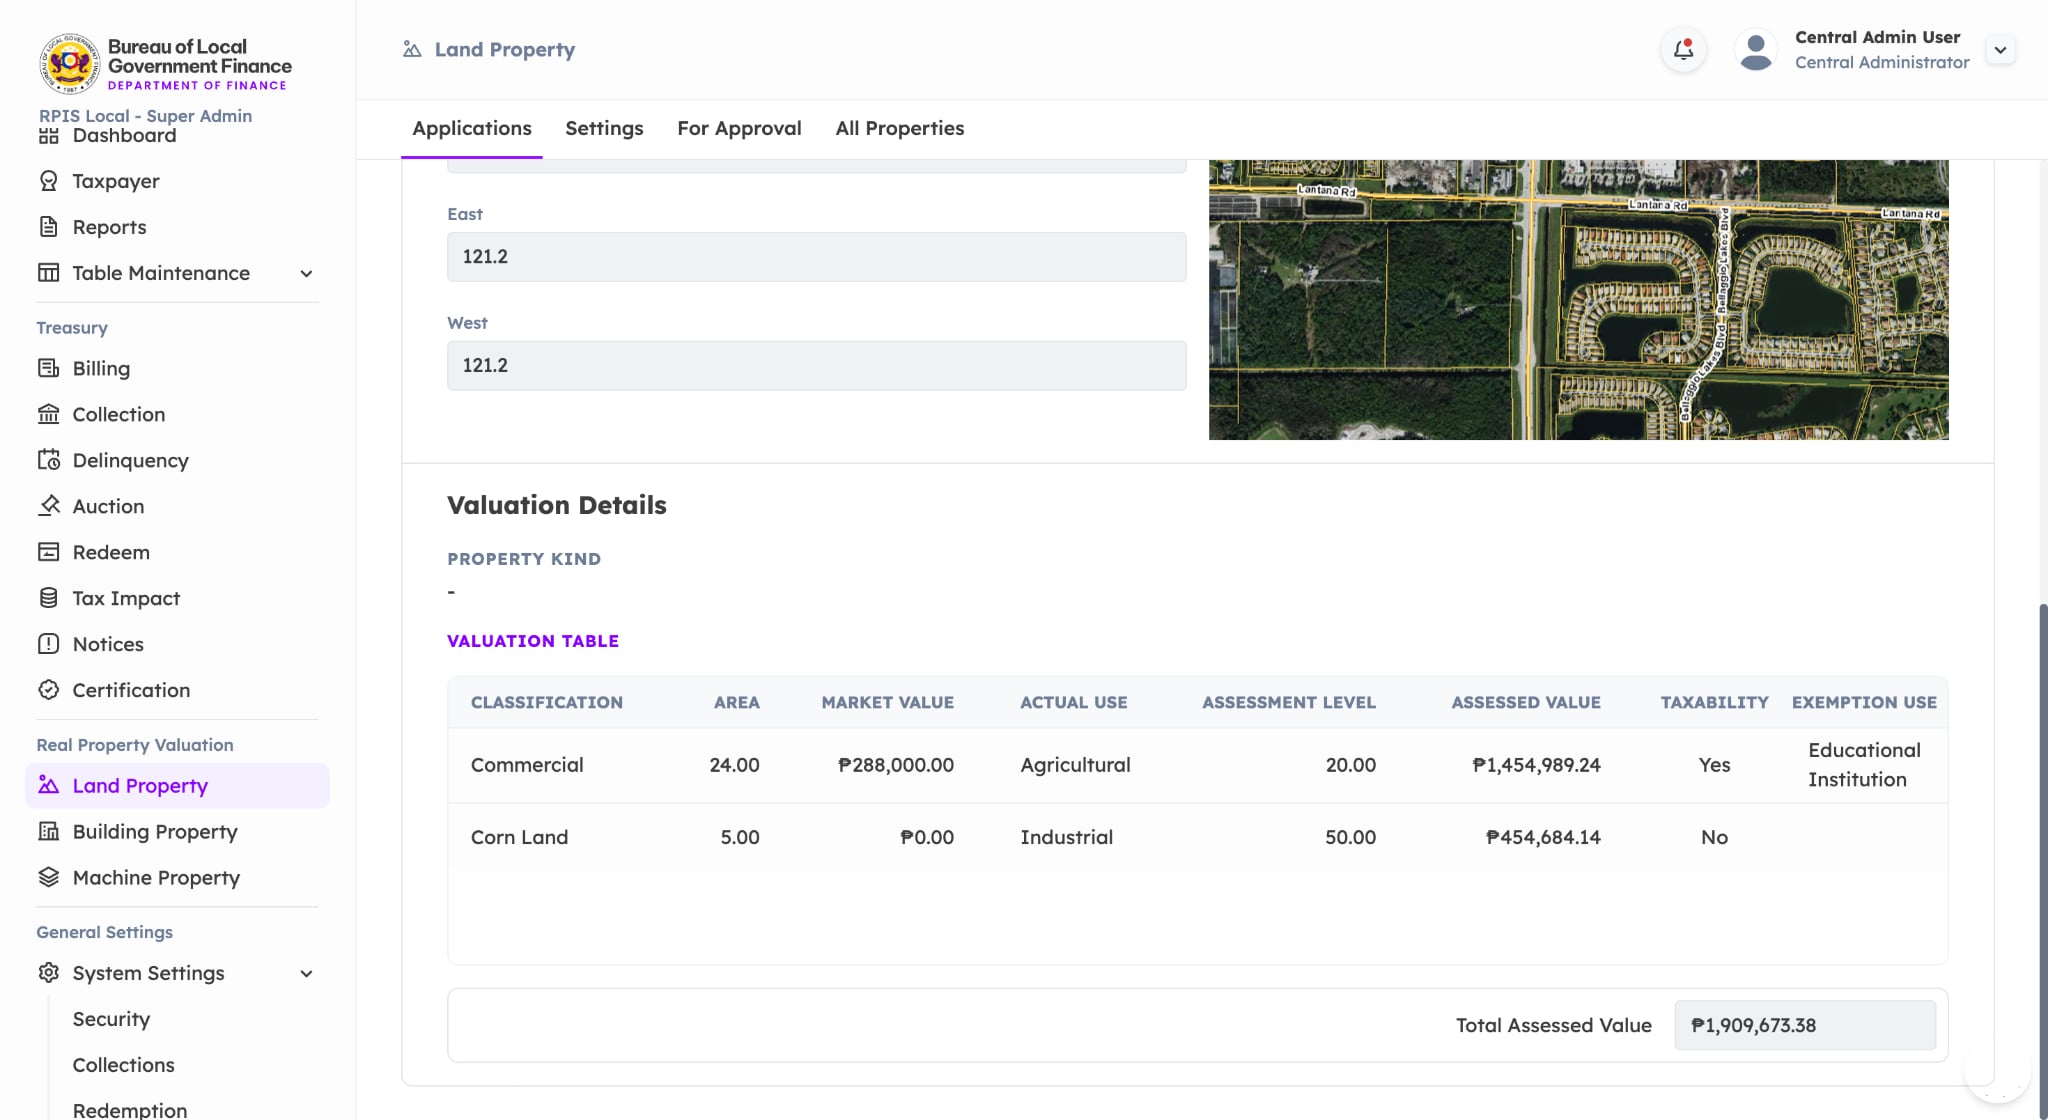 Bureau of Local
Government Finance
DEPARTMENT OF FINANCE
RPIS Local - Super Admin
Dashboard
Taxpayer
Reports
Table Maintenance
Treasury
Billing
Collection
Delinquency
Auction
Redeem
Tax Impact
Notices
Certification
Real Property Valuation
Land Property
Building Property
Machine Property
General Settings
System Settings
Security
Collections
Redemption
Land Property
Central Admin User
Central Administrator
Applications Settings For Approval All Properties
East
121.2
West
121.2
Lantana Rd
Lantana Rd
Lantana Rd
Bellaggio Lakes Blvd
Bellaggio Lakes Blvd
Valuation Details
PROPERTY KIND
-
VALUATION TABLE
CLASSIFICATION AREA MARKET VALUE ACTUAL USE ASSESSMENT LEVEL ASSESSED VALUE TAXABILITY EXEMPTION USE
Commercial 24.00 ₱288,000.00 Agricultural 20.00 ₱1,454,989.24 Yes Educational Institution
Corn Land 5.00 ₱0.00 Industrial 50.00 ₱454,684.14 No
Total Assessed Value ₱1,909,673.38